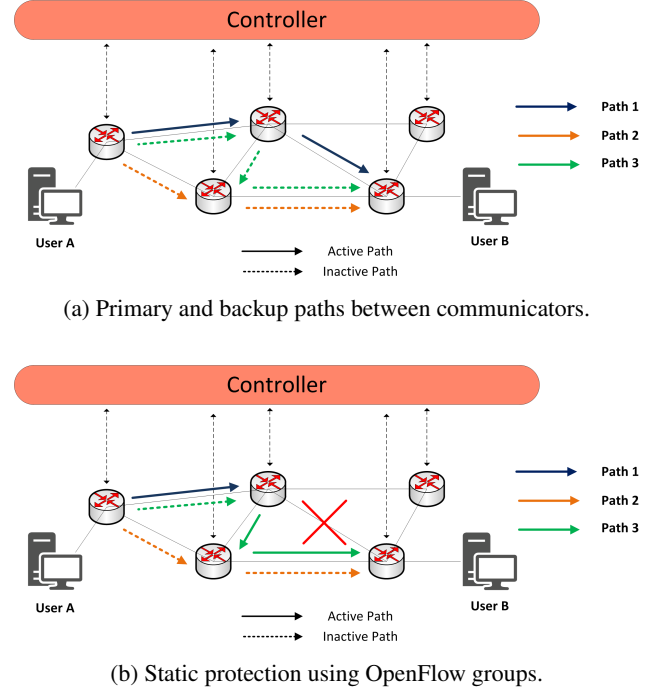 Controller
Path 1
Path 2
Path 3
User A
User B
Active Path
Inactive Path
(a) Primary and backup paths between communicators.
Controller
Path 1
Path 2
Path 3
User A
User B
Active Path
Inactive Path
(b) Static protection using OpenFlow groups.